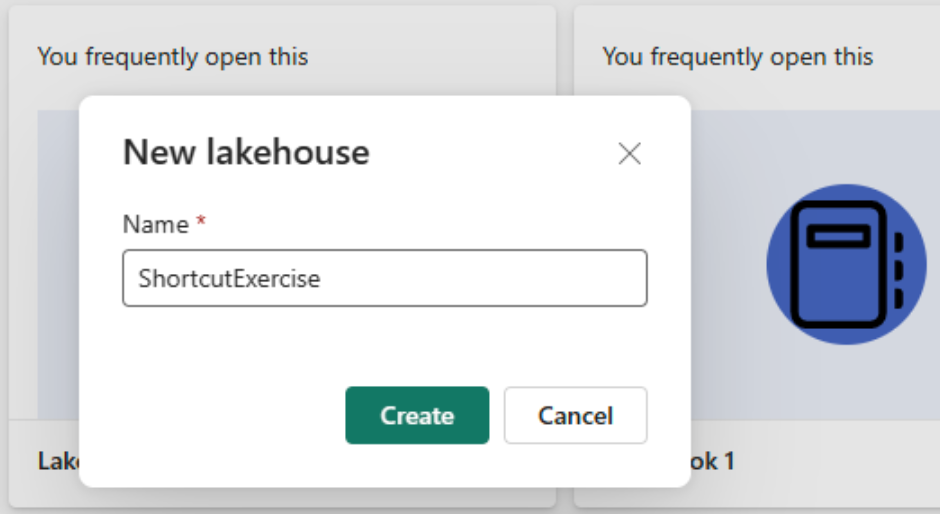 You frequently open this
You frequently open this
New lakehouse
Name *
ShortcutExercise
Create
Cancel